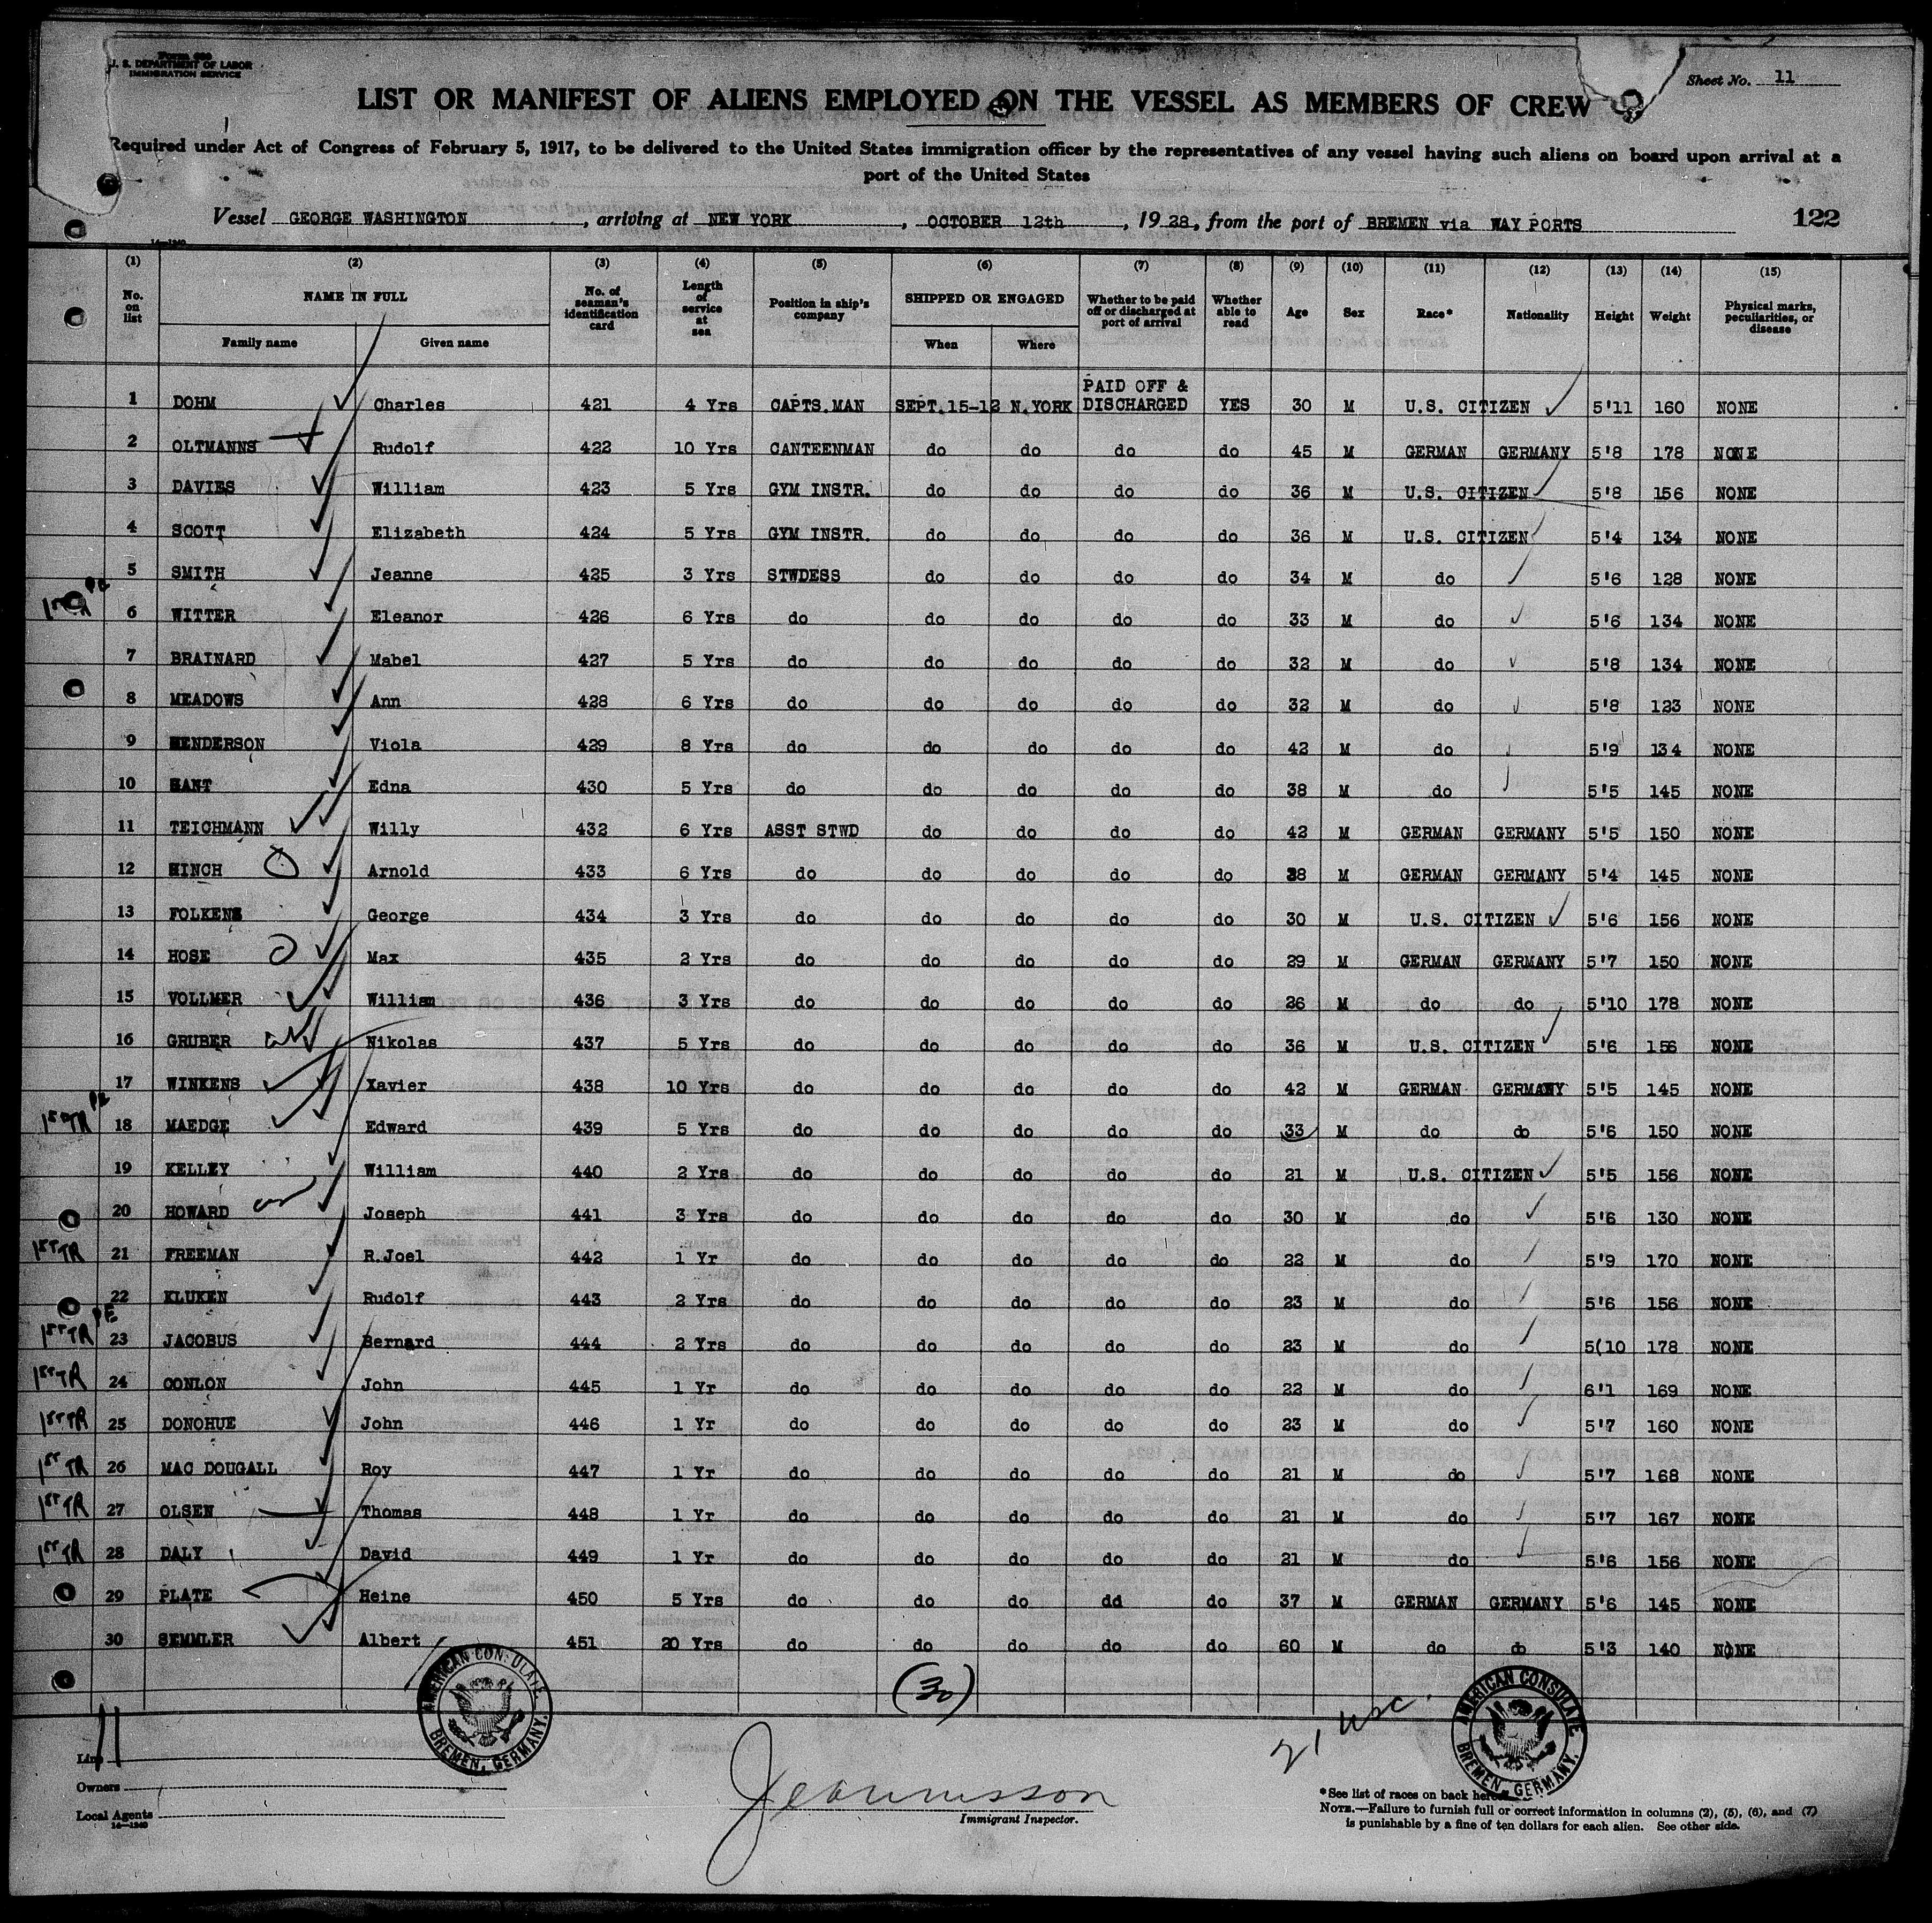 Form 680
U. S. DEPARTMENT OF LABOR
IMMIGRATION SERVICE
Sheet No. 11
LIST OR MANIFEST OF ALIENS EMPLOYED ON THE VESSEL AS MEMBERS OF CREW
Required under Act of Congress of February 5, 1917, to be delivered to the United States immigration officer by the representatives of any vessel having such aliens on board upon arrival at a
port of the United States
Vessel GEORGE WASHINGTON, arriving at NEW YORK, OCTOBER 12th, 1928, from the port of BREMEN via WAY PORTS 122
14—1240
(1) (2) (3) (4) (5) (6) (7) (8) (9) (10) (11) (12) (13) (14) (15)
No. on list NAME IN FULL Family name Given name No. of seaman's identification card Length of service at sea Position in ship's company SHIPPED OR ENGAGED When Where Whether to be paid off or discharged at port of arrival Whether able to read Age Sex Race* Nationality Height Weight Physical marks, peculiarities, or disease
1 DOHM Charles 421 4 Yrs CAPTS.MAN SEPT.15-12 N.YORK PAID OFF & DISCHARGED YES 30 M U.S. CITIZEN 5'11 160 NONE
2 OLTMANNS Rudolf 422 10 Yrs CANTEENMAN do do do do 45 M GERMAN GERMANY 5'8 178 NONE
3 DAVIES William 423 5 Yrs GYM INSTR. do do do do 36 M U.S. CITIZEN 5'8 156 NONE
4 SCOTT Elizabeth 424 5 Yrs GYM INSTR. do do do do 36 M U.S. CITIZEN 5'4 134 NONE
5 SMITH Jeanne 425 3 Yrs STWDESS do do do do 34 M do 5'6 128 NONE
6 WITTER Eleanor 426 6 Yrs do do do do do 33 M do 5'6 134 NONE
7 BRAINARD Mabel 427 5 Yrs do do do do do 32 M do 5'8 134 NONE
8 MEADOWS Ann 428 6 Yrs do do do do do 32 M do 5'8 123 NONE
9 HENDERSON Viola 429 8 Yrs do do do do do 42 M do 5'9 134 NONE
10 HANT Edna 430 5 Yrs do do do do do 38 M do 5'5 145 NONE
11 TEICHMANN Willy 432 6 Yrs ASST STWD do do do do 42 M GERMAN GERMANY 5'5 150 NONE
12 HINCH Arnold 433 6 Yrs do do do do do 38 M GERMAN GERMANY 5'4 145 NONE
13 FOLKENS George 434 3 Yrs do do do do do 30 M U.S. CITIZEN 5'6 156 NONE
14 HOSE Max 435 2 Yrs do do do do do 29 M GERMAN GERMANY 5'7 150 NONE
15 VOLLMER William 436 3 Yrs do do do do do 26 M do do 5'10 178 NONE
16 GRUBER Nikolas 437 5 Yrs do do do do do 36 M U.S. CITIZEN 5'6 156 NONE
17 WINKENS Xavier 438 10 Yrs do do do do do 42 M GERMAN GERMANY 5'5 145 NONE
1st TR PE 18 MAEDGE Edward 439 5 Yrs do do do do do 33 M do do 5'6 150 NONE
19 KELLEY William 440 2 Yrs do do do do do 21 M U.S. CITIZEN 5'5 156 NONE
20 HOWARD Joseph 441 3 Yrs do do do do do 30 M do 5'6 130 NONE
1st TR 21 FREEMAN R.Joel 442 1 Yr do do do do do 22 M do 5'9 170 NONE
22 KLUKEN Rudolf 443 2 Yrs do do do do do 23 M do 5'6 156 NONE
1st TR PE 23 JACOBUS Bernard 444 2 Yrs do do do do do 23 M do 5(10 178 NONE
1st TR 24 CONLON John 445 1 Yr do do do do do 22 M do 6'1 169 NONE
1st TR 25 DONOHUE John 446 1 Yr do do do do do 23 M do 5'7 160 NONE
1st TR 26 MAC DOUGALL Roy 447 1 Yr do do do do do 21 M do 5'7 168 NONE
1st TR 27 OLSEN Thomas 448 1 Yr do do do do do 21 M do 5'7 167 NONE
1st TR 28 DALY David 449 1 Yr do do do do do 21 M do 5'6 156 NONE
29 PLATE Heine 450 5 Yrs do do do dd do 37 M GERMAN GERMANY 5'6 145 NONE
30 SEMMLER Albert 451 20 Yrs do do do do do 60 M do do 5'3 140 NONE
(30)
21 usc.
AMERICAN CONSULATE, BREMEN, GERMANY.
AMERICAN CONSULATE BREMEN, GERMANY.
Line 11
Owners
Local Agents
14—1240
Immigrant Inspector.
*See list of races on back hereof.
NOTE.—Failure to furnish full or correct information in columns (2), (5), (6), and (7)
is punishable by a fine of ten dollars for each alien. See other side.